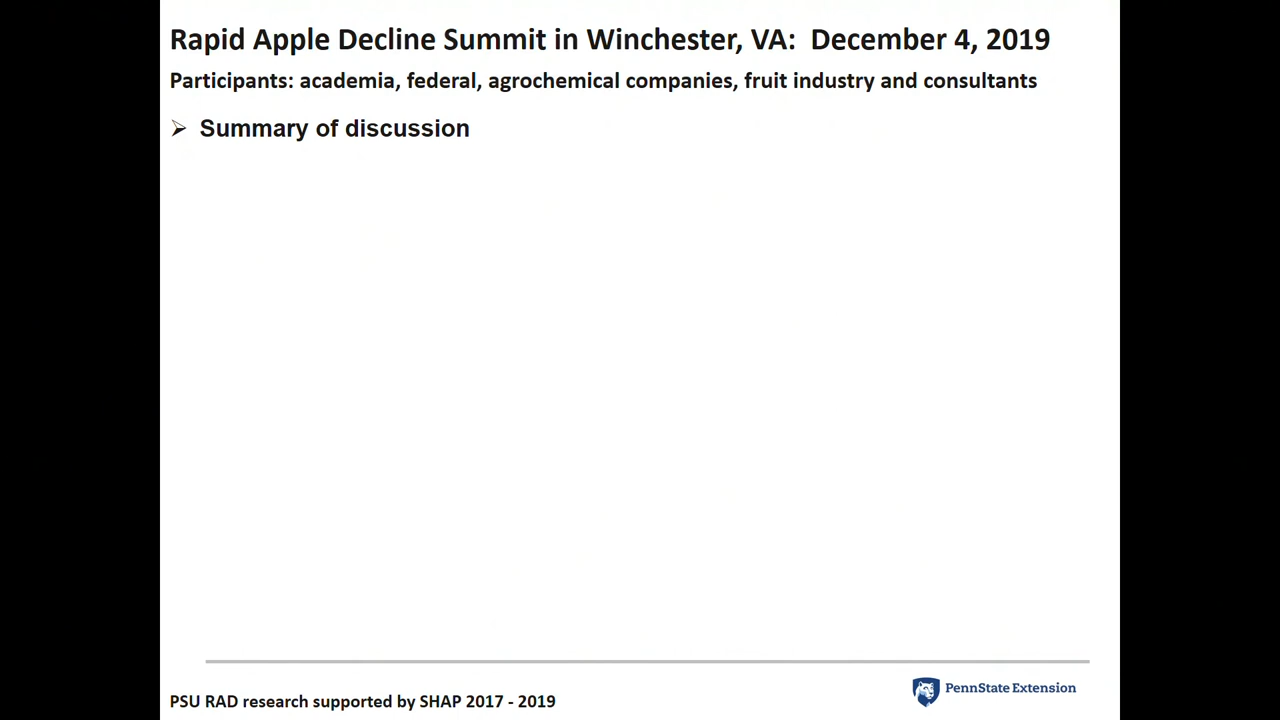 Rapid Apple Decline Summit in Winchester, VA: December 4, 2019
Participants: academia, federal, agrochemical companies, fruit industry and consultants
➢ Summary of discussion
PennState Extension
PSU RAD research supported by SHAP 2017 - 2019